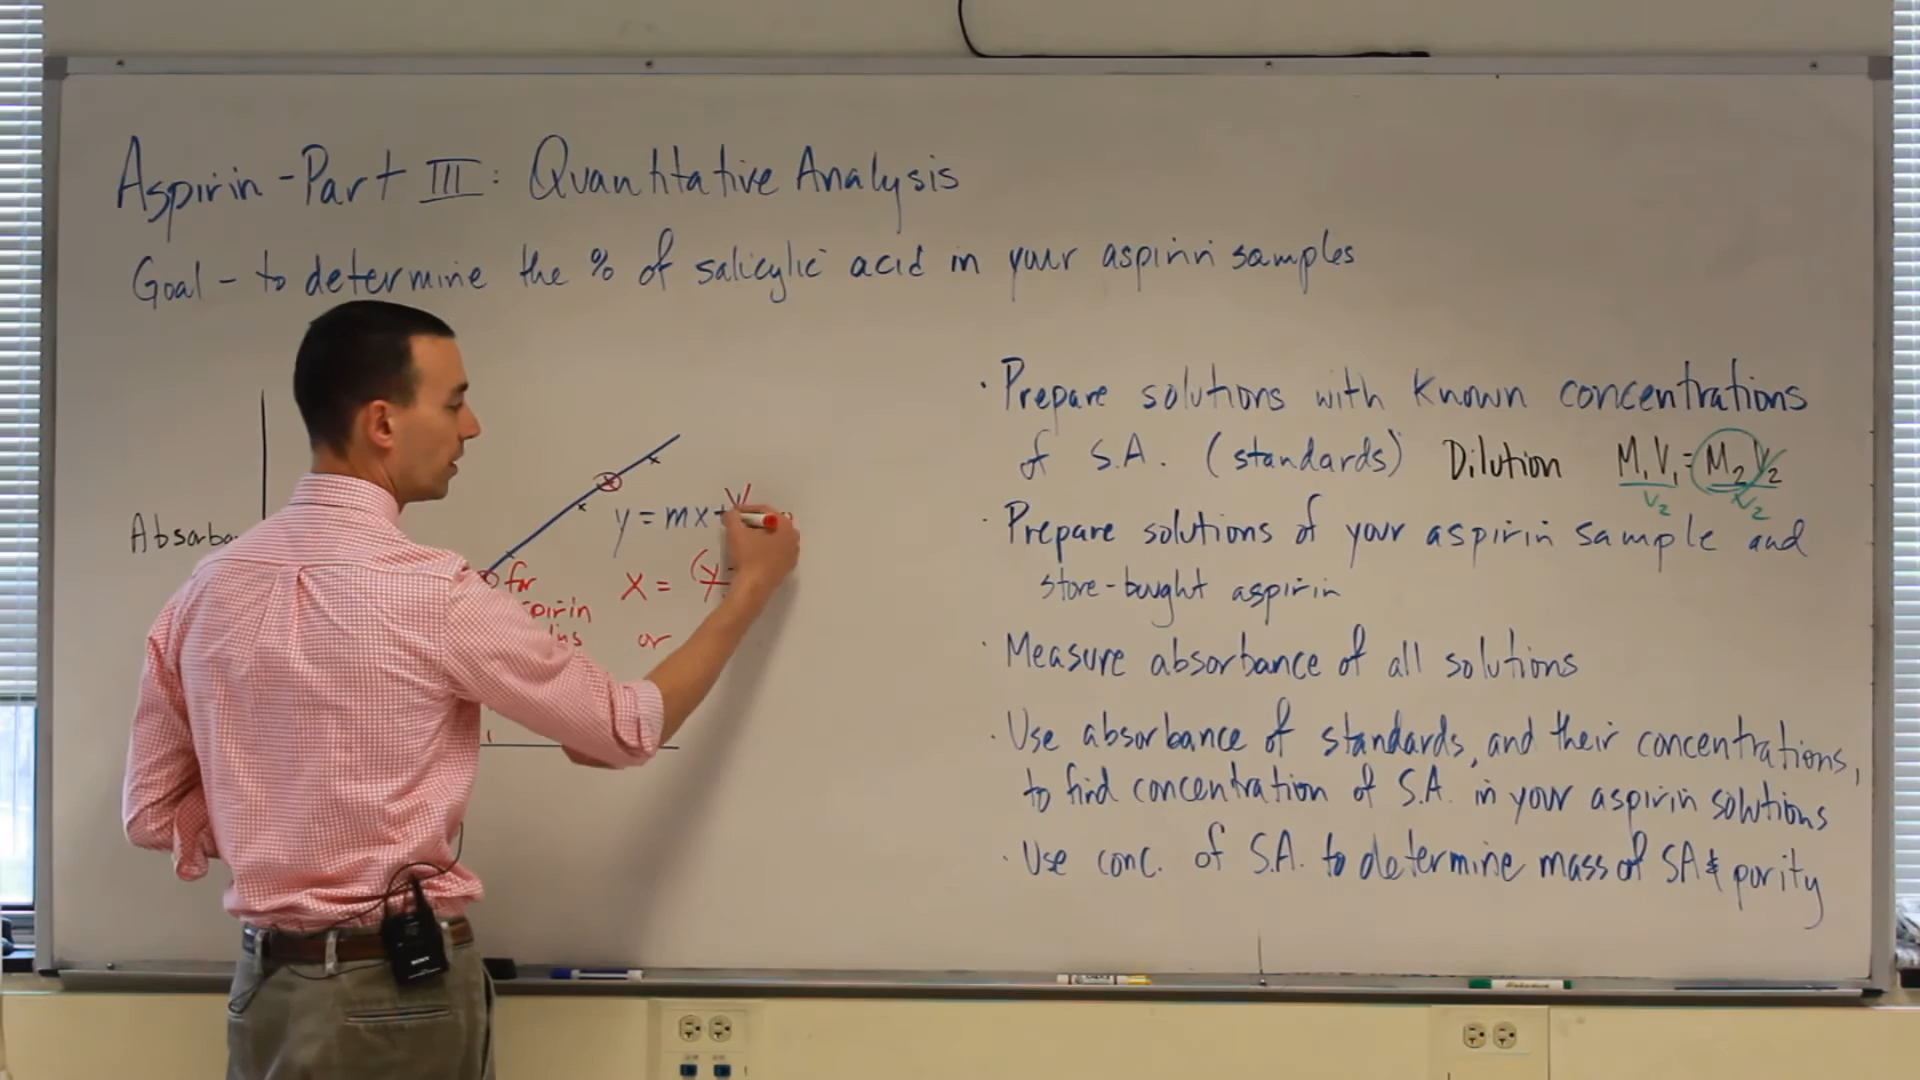 Aspirin - Part III: Quantitative Analysis
Goal - to determine the % of salicylic acid in your aspirin samples
y = mx+
for
x = (y-
or
· Prepare solutions with known concentrations
of S.A. (standards) Dilution M₁V₁ = M₂V₂
V₂ V₂
· Prepare solutions of your aspirin sample and
store-bought aspirin
· Measure absorbance of all solutions
· Use absorbance of standards, and their concentrations,
to find concentration of S.A. in your aspirin solutions
· Use conc. of S.A. to determine mass of SA & purity
SONY